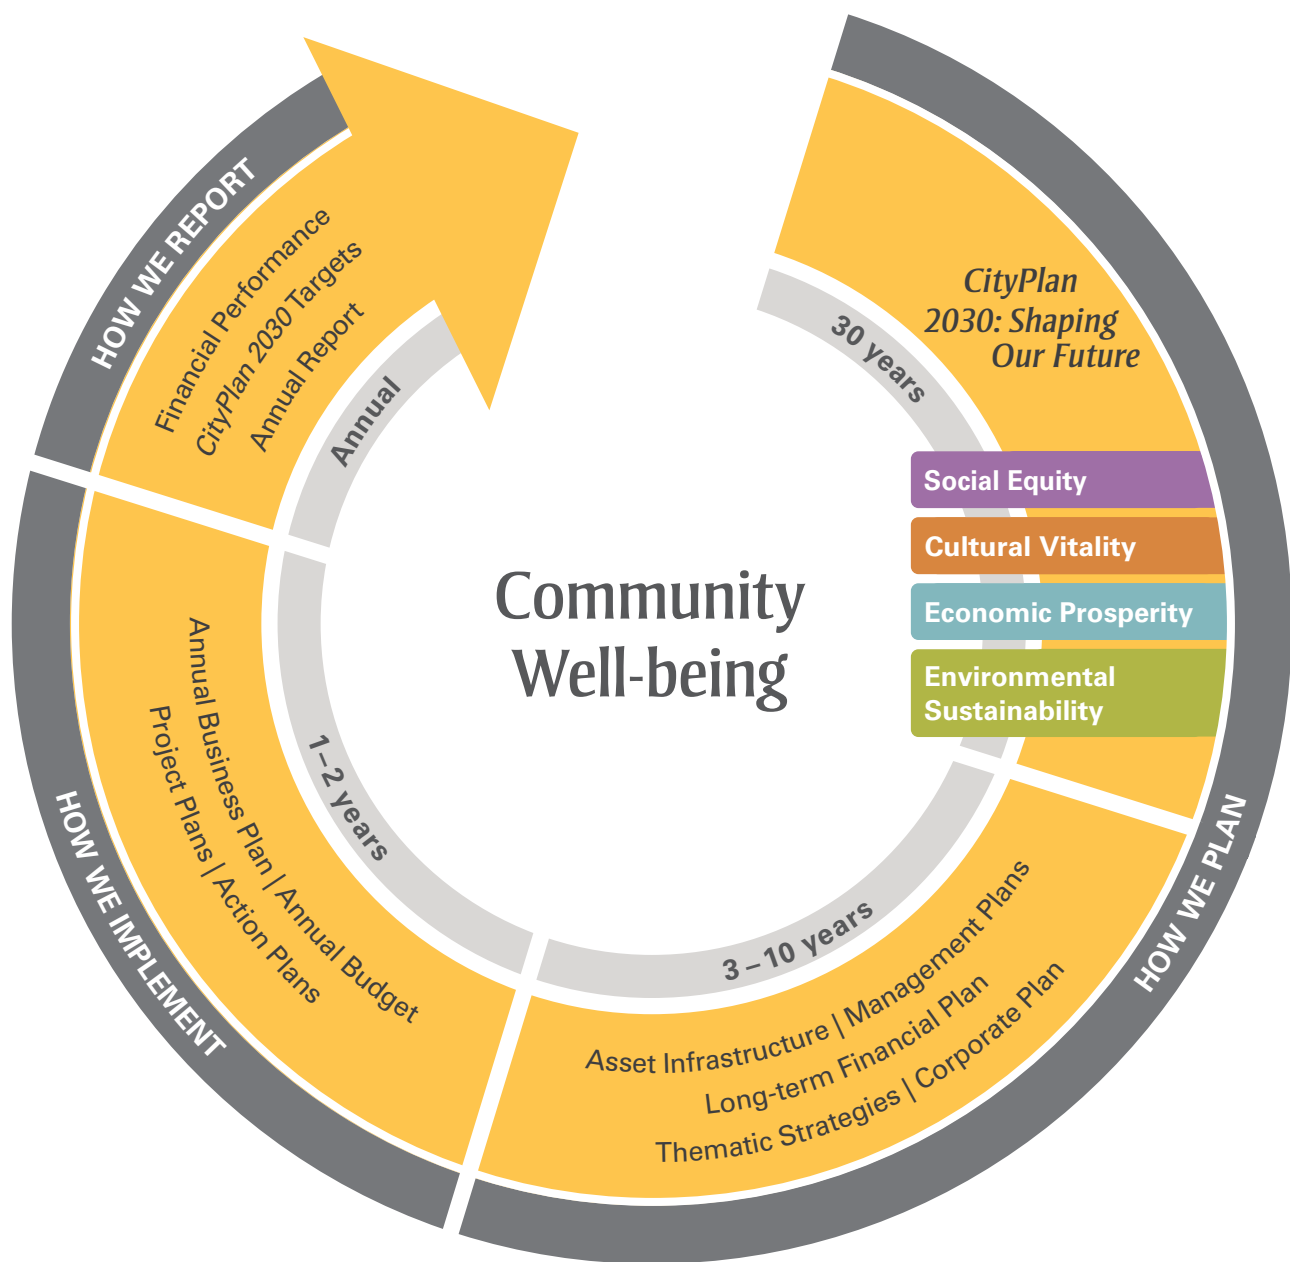 Community
Well-being
HOW WE PLAN
30 years
CityPlan
2030: Shaping
Our Future
Social Equity
Cultural Vitality
Economic Prosperity
Environmental
Sustainability
3–10 years
Asset Infrastructure | Management Plans
Long-term Financial Plan
Thematic Strategies | Corporate Plan
HOW WE IMPLEMENT
1–2 years
Annual Business Plan | Annual Budget
Project Plans | Action Plans
HOW WE REPORT
Annual
Financial Performance
CityPlan 2030 Targets
Annual Report